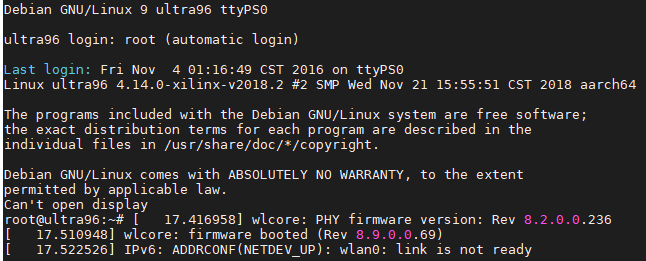 Debian GNU/Linux 9 ultra96 ttyPS0
ultra96 login: root (automatic login)
Last login: Fri Nov  4 01:16:49 CST 2016 on ttyPS0
Linux ultra96 4.14.0-xilinx-v2018.2 #2 SMP Wed Nov 21 15:55:51 CST 2018 aarch64
The programs included with the Debian GNU/Linux system are free software;
the exact distribution terms for each program are described in the
individual files in /usr/share/doc/*/copyright.
Debian GNU/Linux comes with ABSOLUTELY NO WARRANTY, to the extent
permitted by applicable law.
Can't open display
root@ultra96:~# [   17.416958] wlcore: PHY firmware version: Rev 8.2.0.0.236
[   17.510948] wlcore: firmware booted (Rev 8.9.0.0.69)
[   17.522526] IPv6: ADDRCONF(NETDEV_UP): wlan0: link is not ready